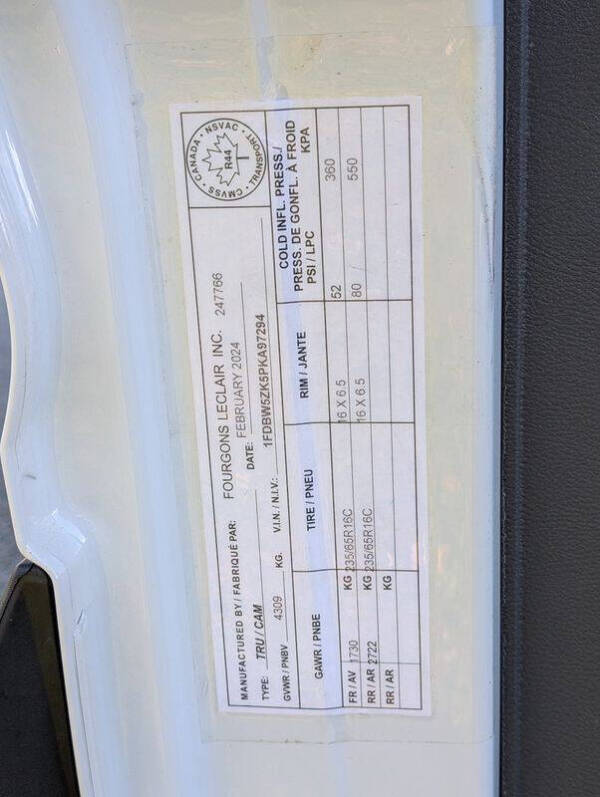 MANUFACTURED BY / FABRIQUÉ PAR: FOURGONS LECLAIR INC. 247766
TYPE: TRU / CAM DATE: FEBRUARY 2024
GVWR / PNBV 4309 KG. V.I.N. / N.I.V.: 1FDBW5ZK5PKA97294
CANADA • NSVAC • TRANSPORT • CMVSS •
R44
GAWR / PNBE TIRE / PNEU RIM / JANTE COLD INFL. PRESS./
PRESS. DE GONFL. À FROID
PSI / LPC KPA
FR / AV 1730 KG 235/65R16C 16 X 6.5 52 360
RR / AR 2722 KG 235/65R16C 16 X 6.5 80 / 550
RR / AR KG